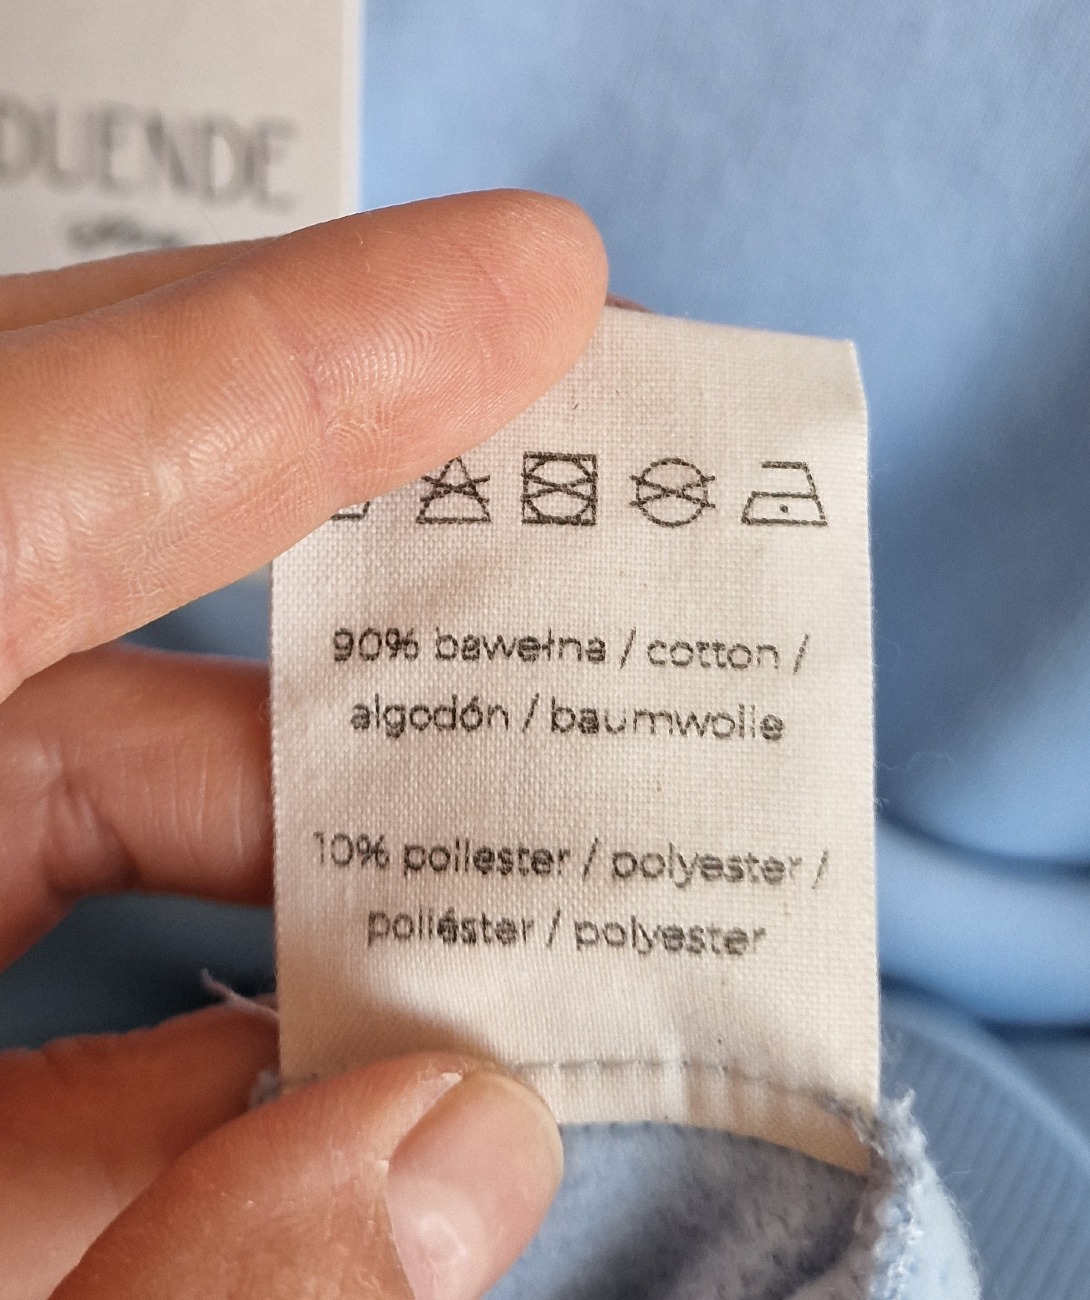 DUENDE
90% bawełna / cotton /
algodón / baumwolle
10% poliester / polyester /
poliéster / polyester